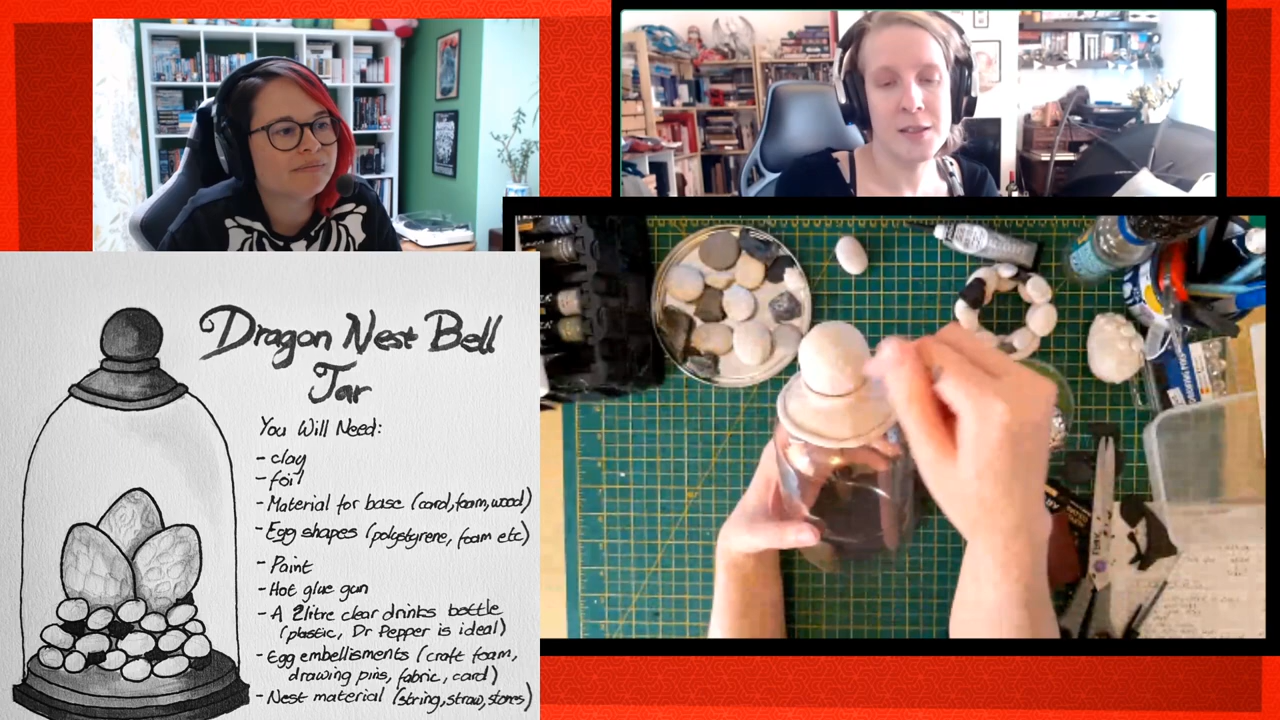 Dragon Nest Bell
Jar
You Will Need:
- clay
- foil
- Material for base (card, foam, wood)
- Egg shapes (polystyrene, foam etc)
- Paint
- Hot glue gun
- A 2litre clear drinks bottle
(plastic, Dr Pepper is ideal)
- Egg embellisments (craft foam,
drawing pins, fabric, card)
- Nest material (string, straw, stones)